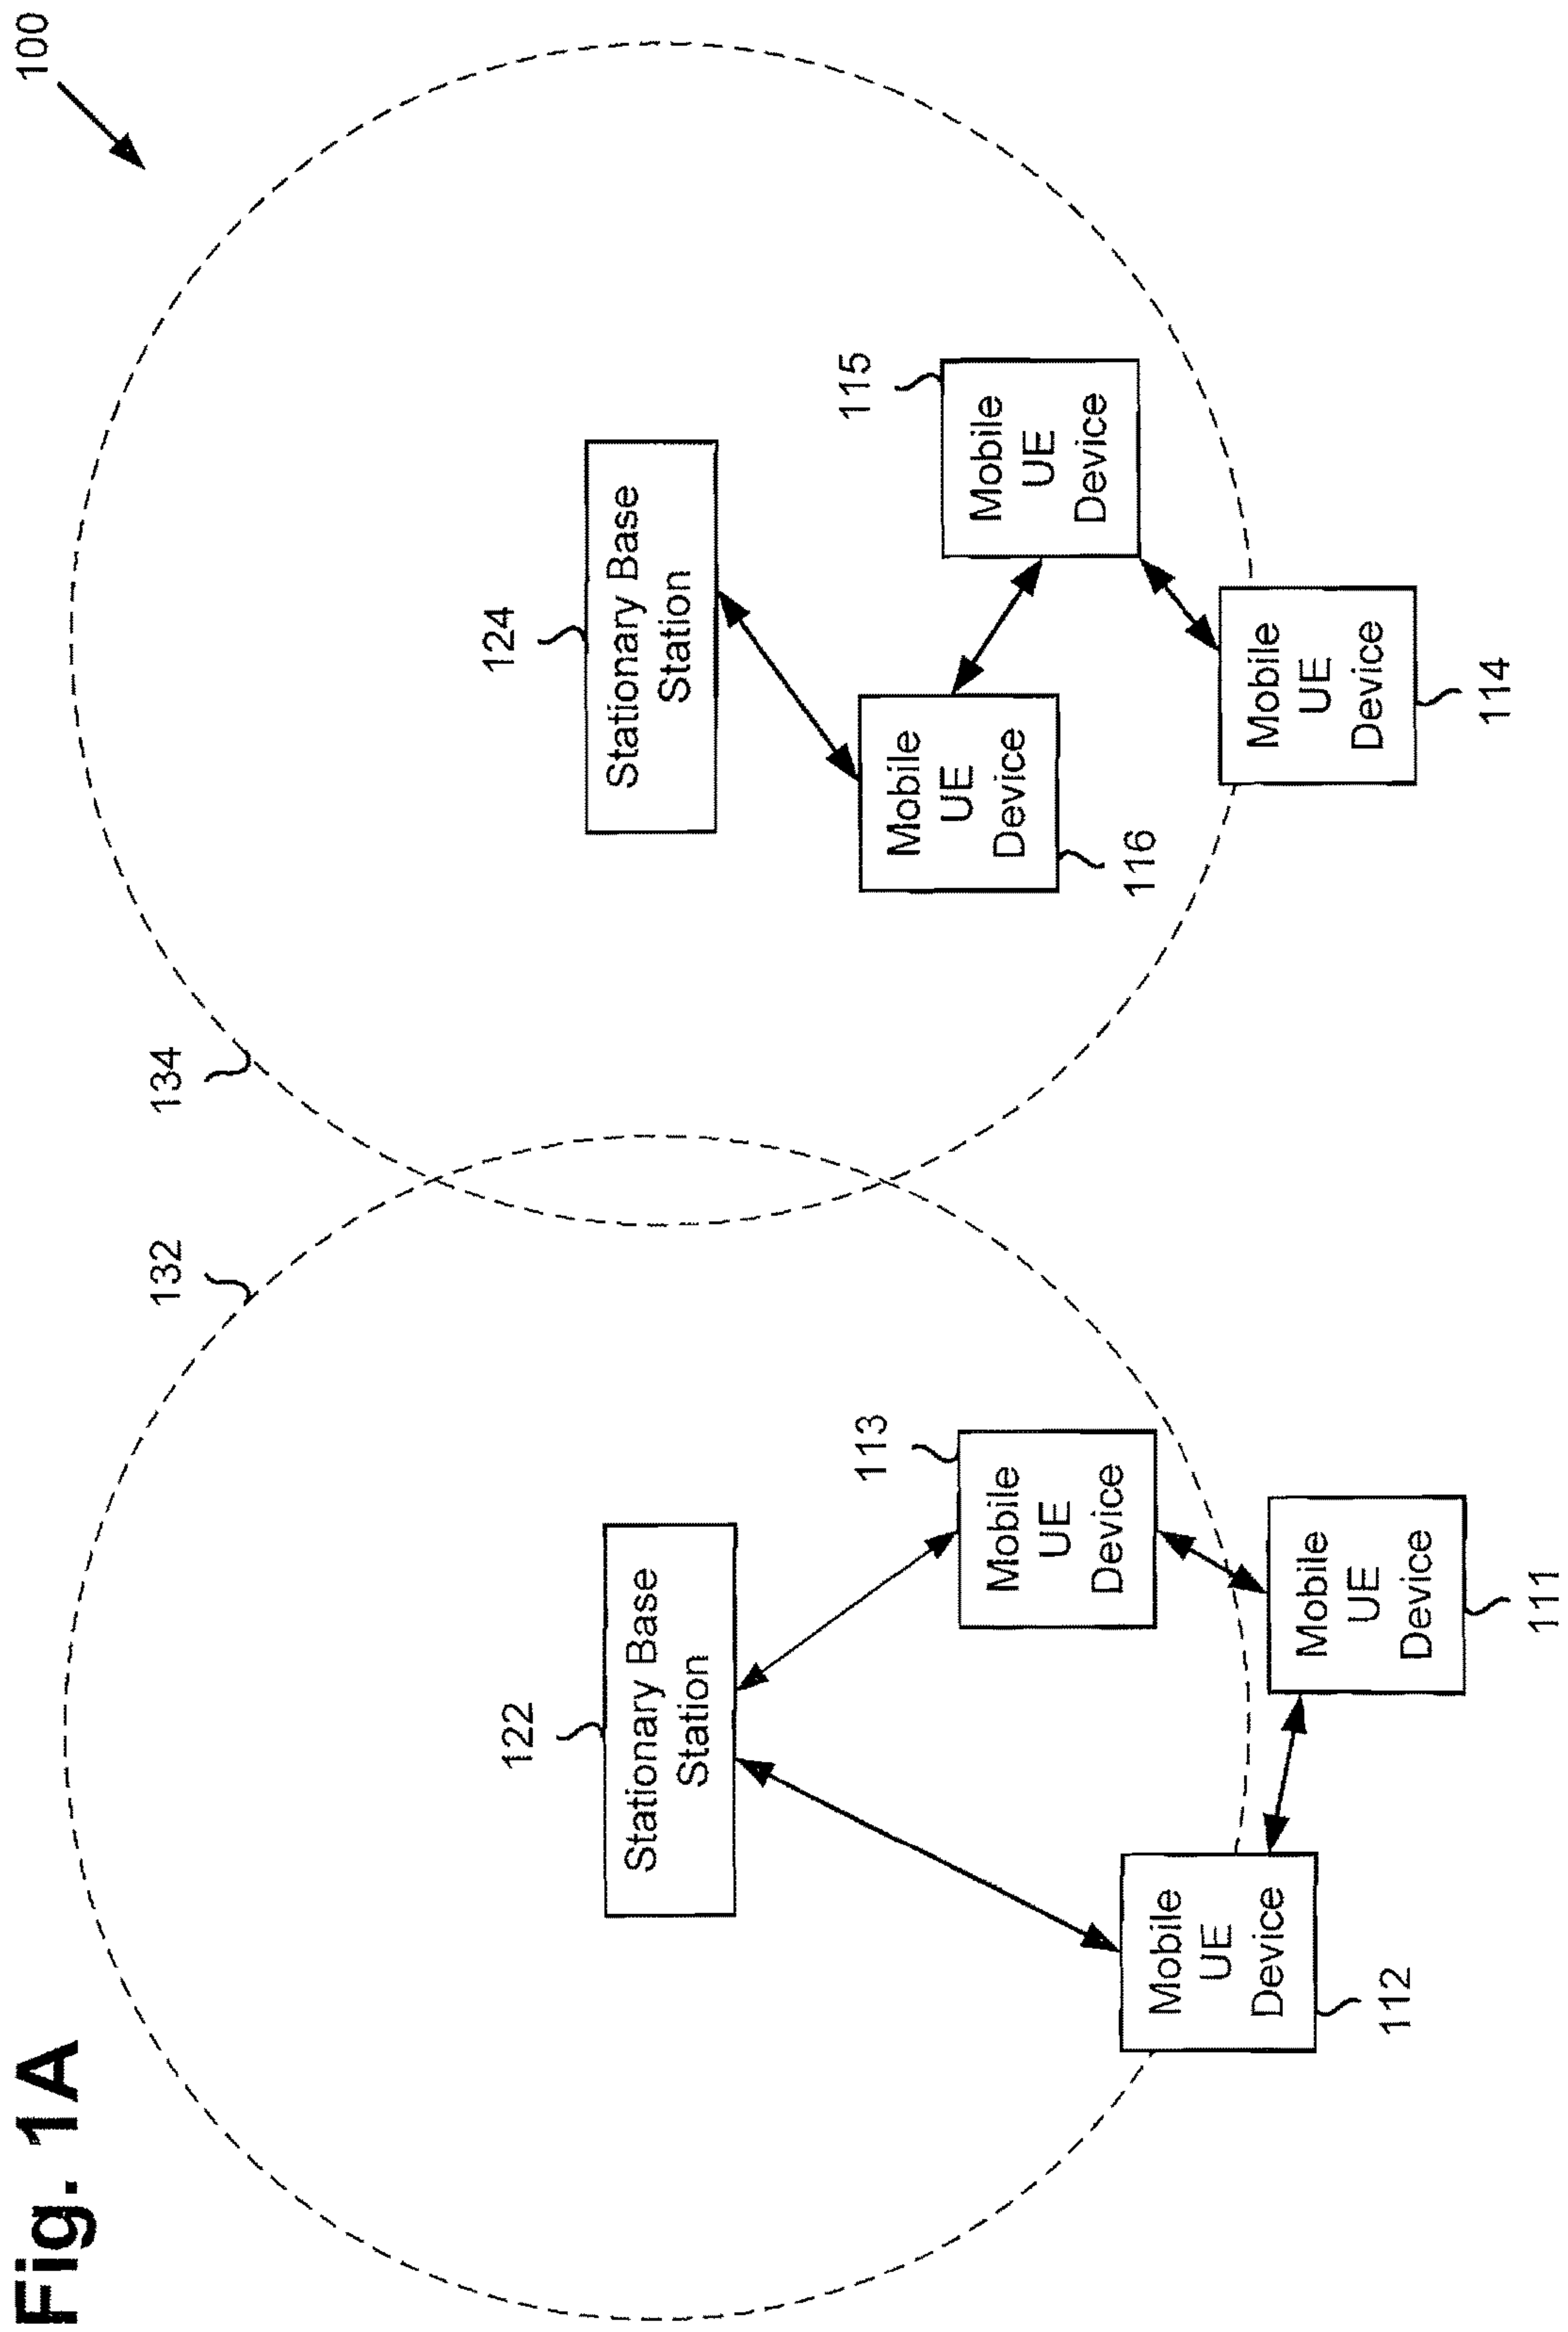 Fig. 1A
100
132
134
122
Stationary Base
Station
124
Stationary Base
Station
113
Mobile
UE
Device
115
Mobile
UE
Device
116
Mobile
UE
Device
112
Mobile
UE
Device
111
Mobile
UE
Device
114
Mobile
UE
Device